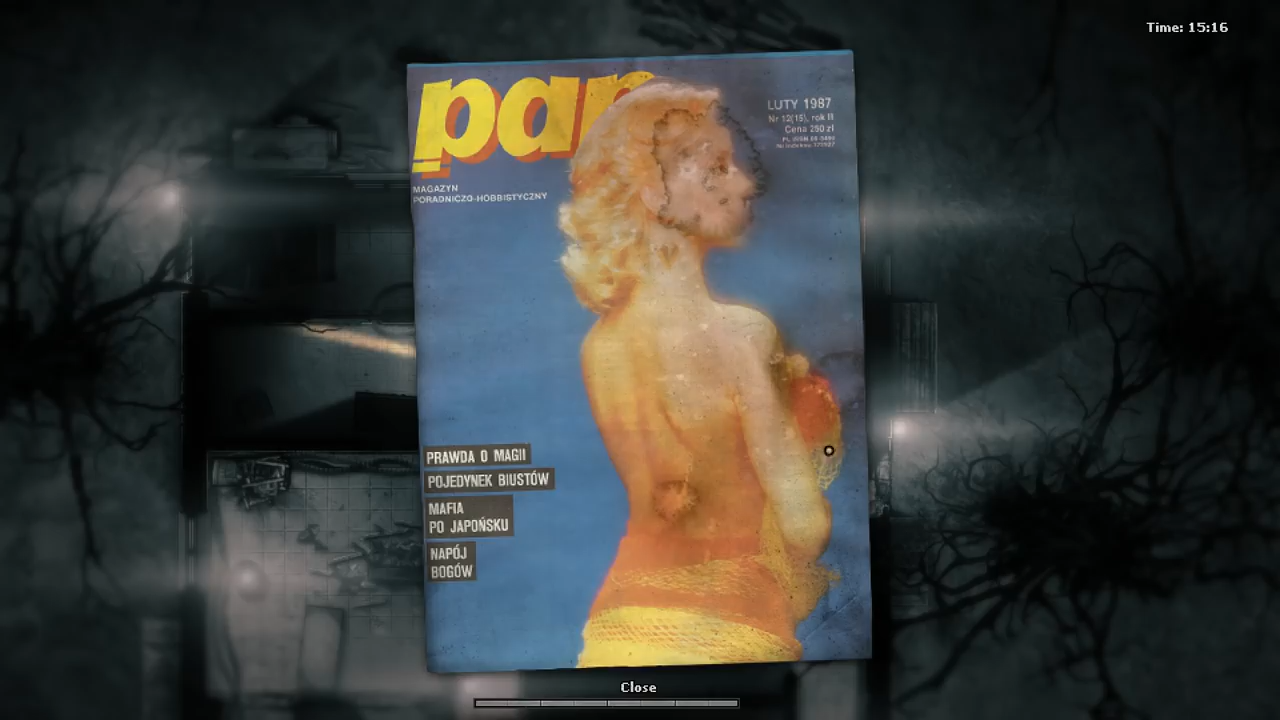 Time: 15:16
pan
LUTY 1987
Nr 12(15), rok II
Cena 250 zł
MAGAZYN
PORADNICZO-HOBBISTYCZNY
PRAWDA O MAGII
POJEDYNEK BIUSTÓW
MAFIA
PO JAPOŃSKU
NAPÓJ
BOGÓW
Close